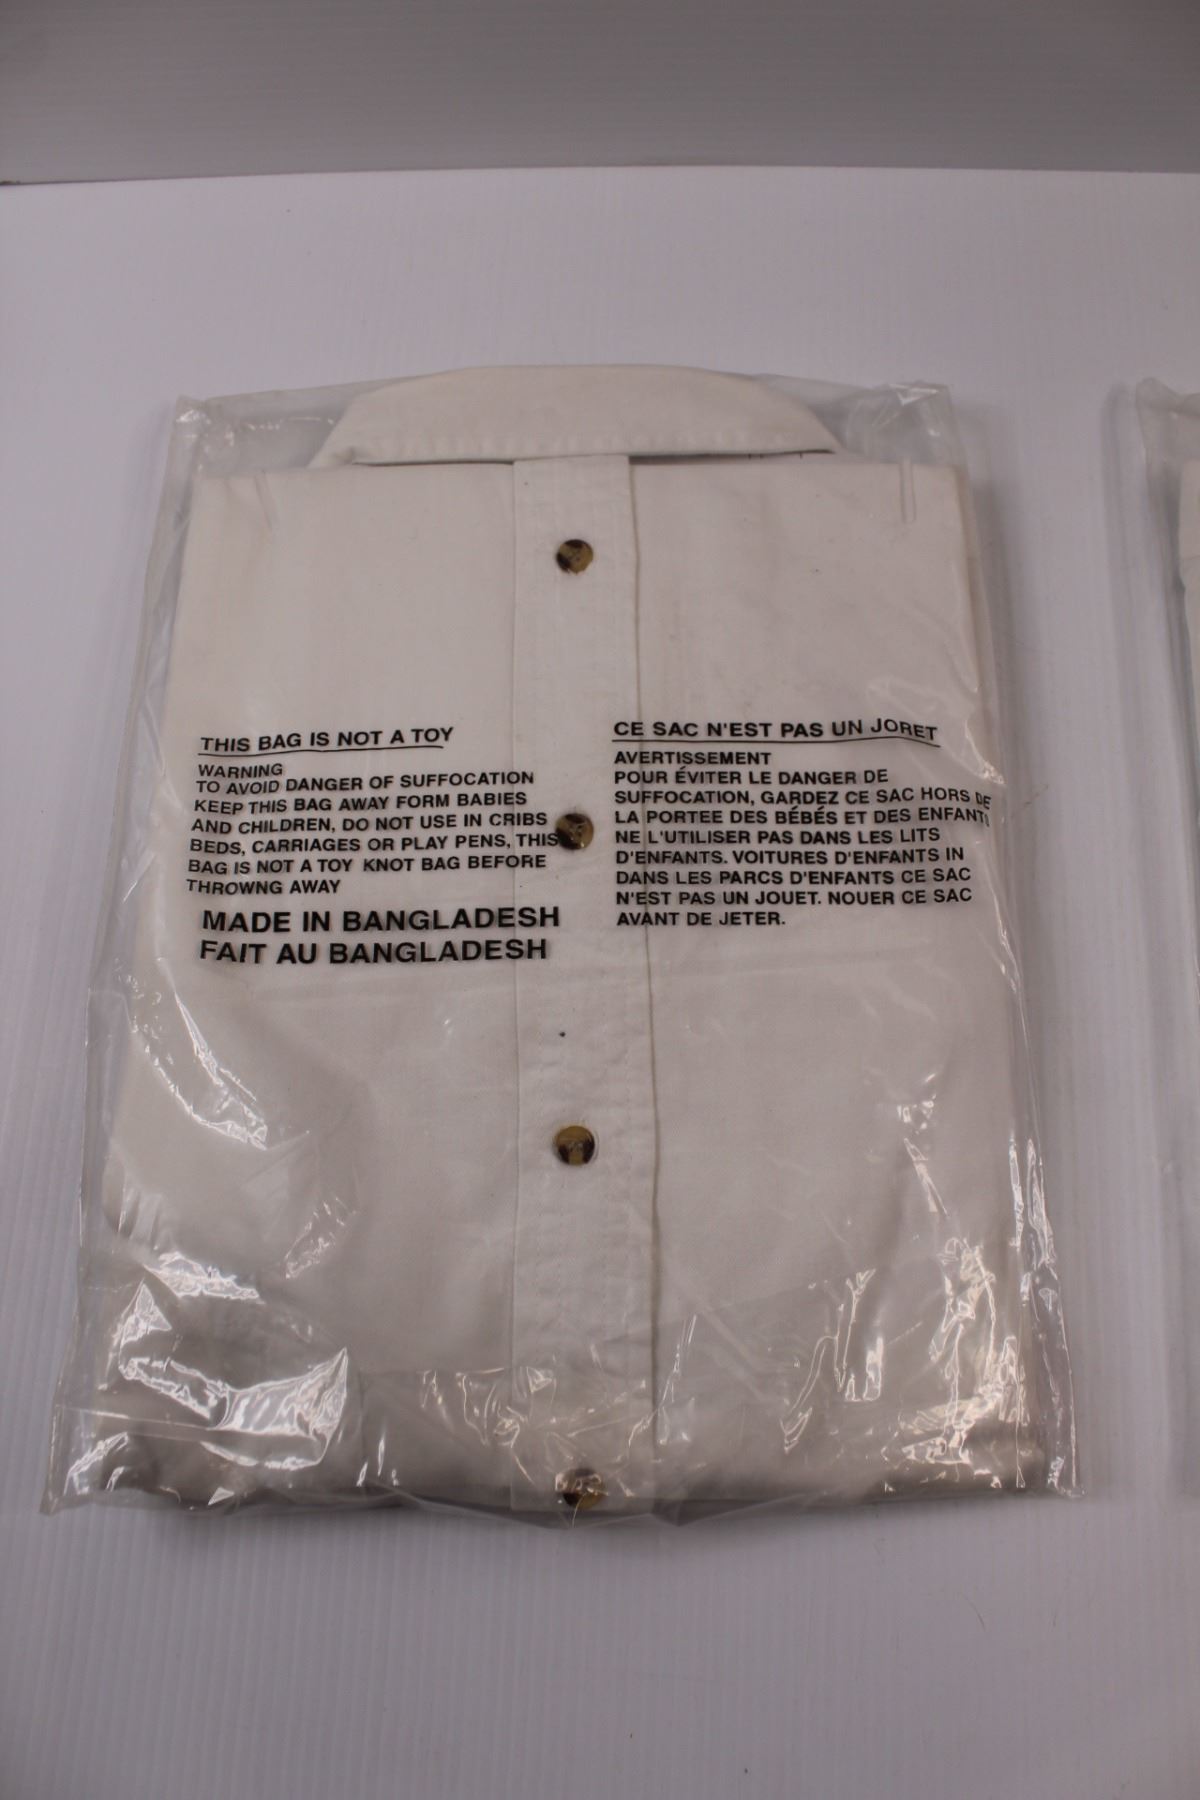 THIS BAG IS NOT A TOY
WARNING
TO AVOID DANGER OF SUFFOCATION
KEEP THIS BAG AWAY FORM BABIES
AND CHILDREN, DO NOT USE IN CRIBS
BEDS, CARRIAGES OR PLAY PENS, THIS
BAG IS NOT A TOY KNOT BAG BEFORE
THROWNG AWAY
MADE IN BANGLADESH
FAIT AU BANGLADESH
CE SAC N'EST PAS UN JORET
AVERTISSEMENT
POUR ÉVITER LE DANGER DE
SUFFOCATION, GARDEZ CE SAC HORS DE
LA PORTEE DES BÉBÉS ET DES ENFANTS
NE L'UTILISER PAS DANS LES LITS
D'ENFANTS. VOITURES D'ENFANTS IN
DANS LES PARCS D'ENFANTS CE SAC
N'EST PAS UN JOUET. NOUER CE SAC
AVANT DE JETER.